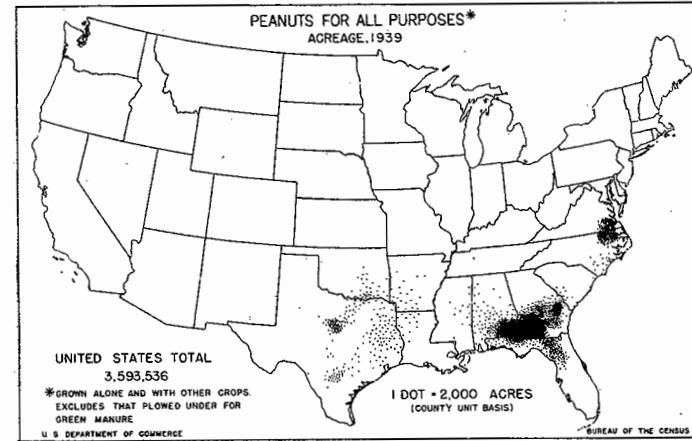 PEANUTS FOR ALL PURPOSES*
ACREAGE, 1939
UNITED STATES TOTAL
3,593,536
*GROWN ALONE AND WITH OTHER CROPS.
EXCLUDES THAT PLOWED UNDER FOR
GREEN MANURE
1 DOT = 2,000 ACRES
(COUNTY UNIT BASIS)
U S DEPARTMENT OF COMMERCE
BUREAU OF THE CENSUS